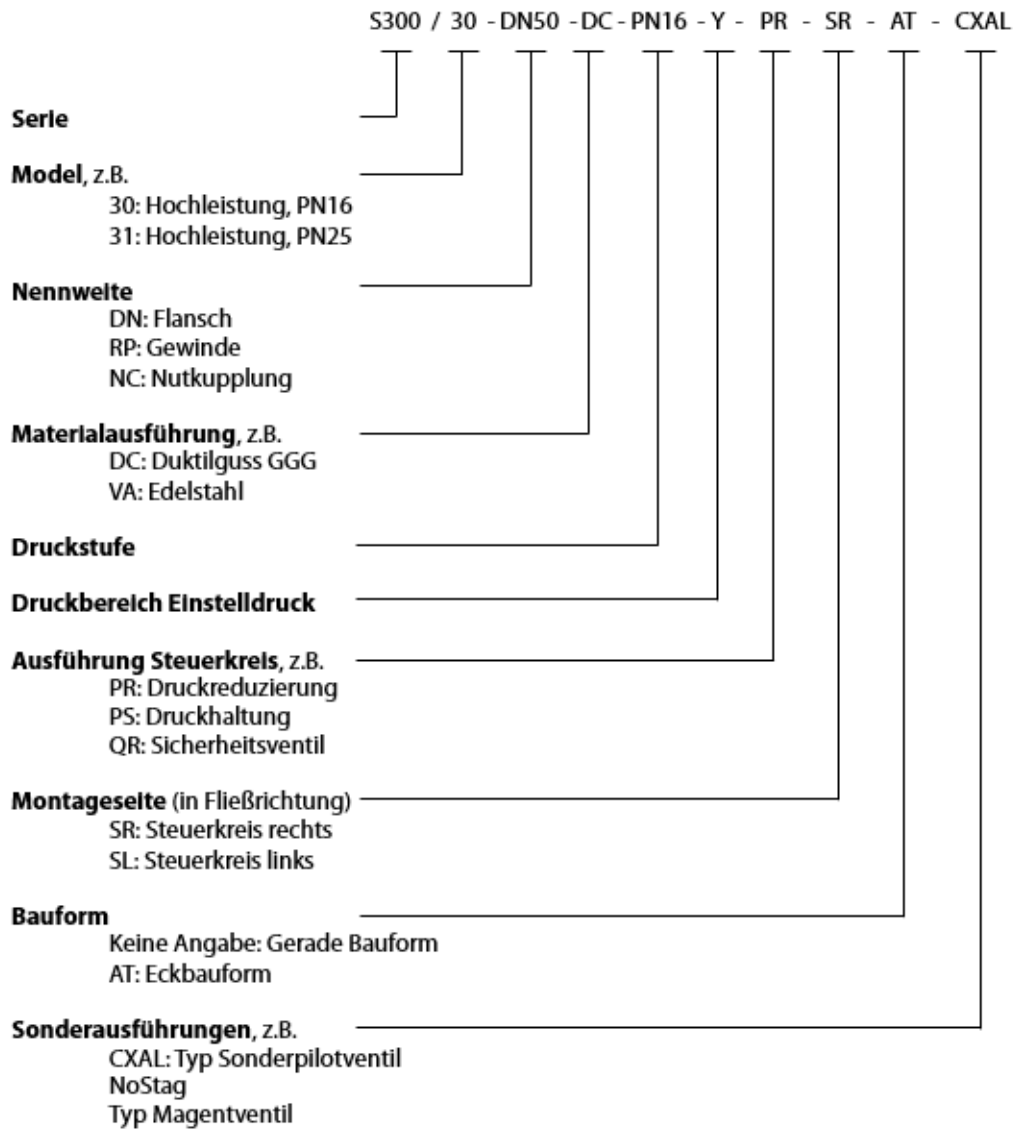 S300 / 30 - DN50 - DC - PN16 - Y - PR - SR - AT - CXAL
Serie
Model, z.B.
30: Hochleistung, PN16
31: Hochleistung, PN25
Nennweite
DN: Flansch
RP: Gewinde
NC: Nutkupplung
Materialausführung, z.B.
DC: Duktilguss GGG
VA: Edelstahl
Druckstufe
Druckbereich Einstelldruck
Ausführung Steuerkreis, z.B.
PR: Druckreduzierung
PS: Druckhaltung
QR: Sicherheitsventil
Montageseite (in Fließrichtung)
SR: Steuerkreis rechts
SL: Steuerkreis links
Bauform
Keine Angabe: Gerade Bauform
AT: Eckbauform
Sonderausführungen, z.B.
CXAL: Typ Sonderpilotventil
NoStag
Typ Magentventil